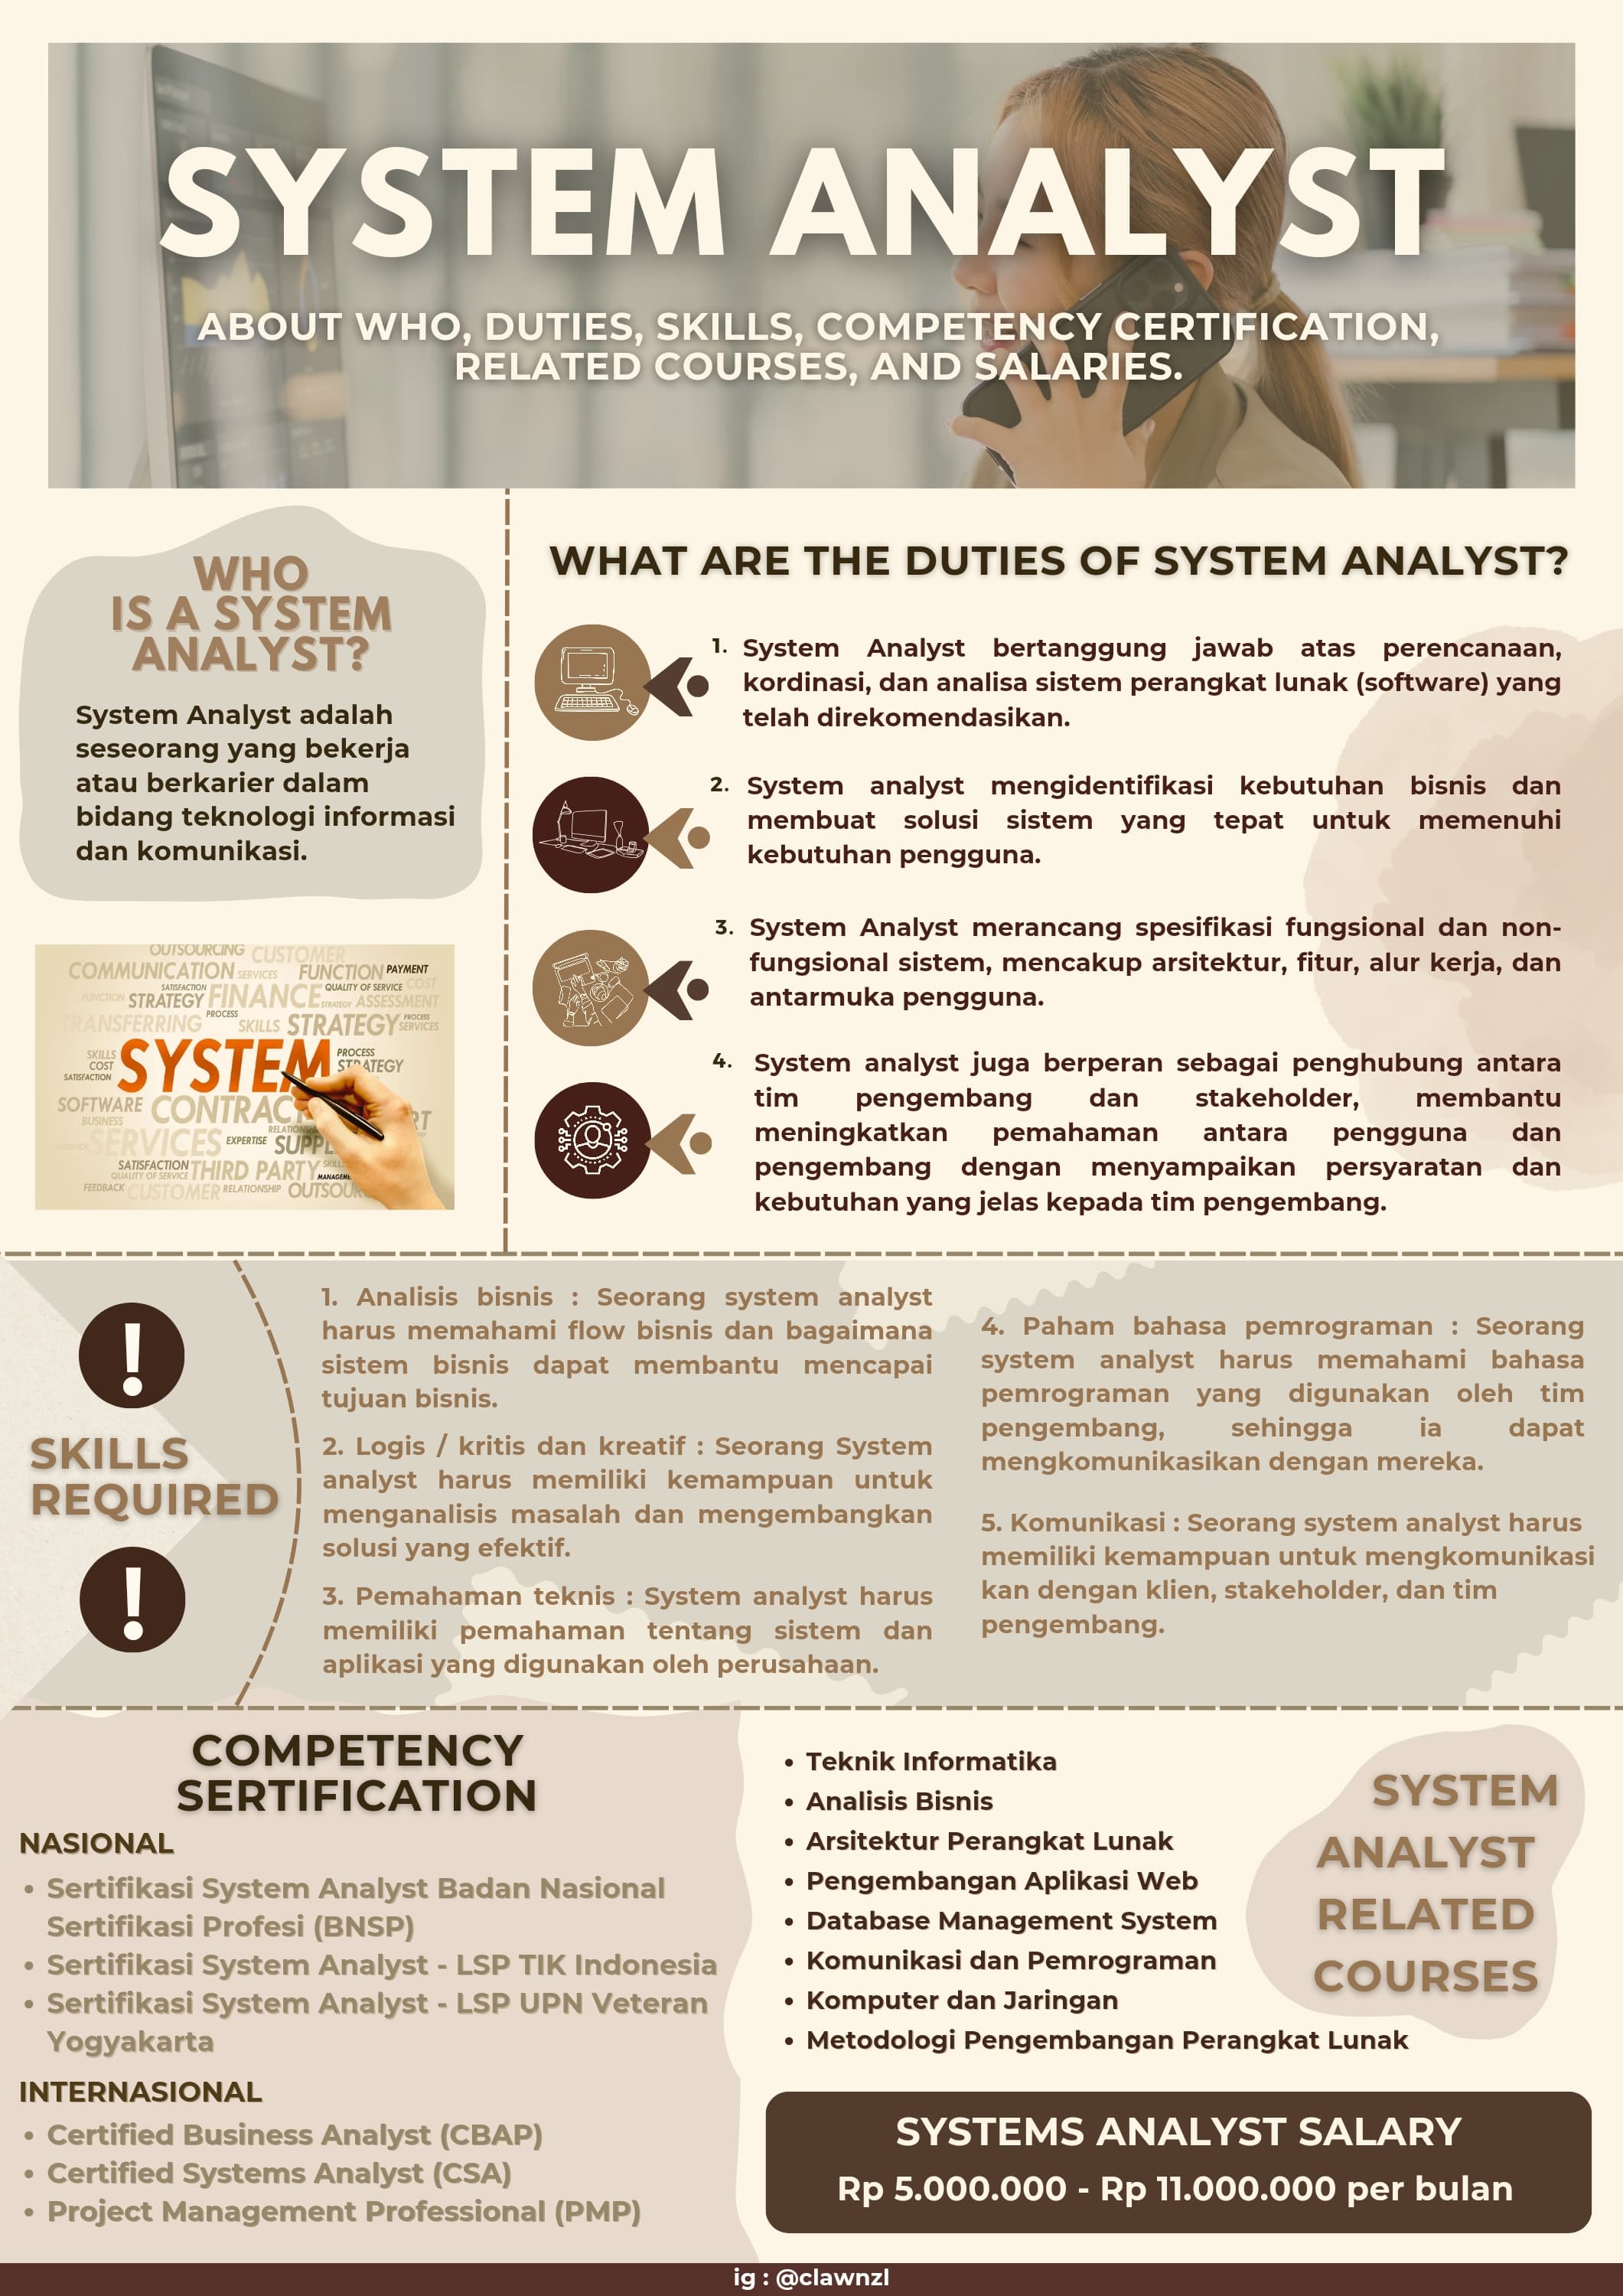 SYSTEM ANALYST
ABOUT WHO, DUTIES, SKILLS, COMPETENCY CERTIFICATION,
RELATED COURSES, AND SALARIES.
WHO
IS A SYSTEM
ANALYST?
System Analyst adalah
seseorang yang bekerja
atau berkarier dalam
bidang teknologi informasi
dan komunikasi.
OUTSOURCING CUSTOMER
COMMUNICATION SERVICES FUNCTION PAYMENT
SATISFACTION QUALITY OF SERVICE COST
FUNCTION STRATEGY FINANCE STRATEGY ASSESSMENT
PROCESS PROCESS
TRANSFERRING SKILLS STRATEGY SERVICES
SKILLS SYSTEM PROCESS
COST STRATEGY
SATISFACTION
SOFTWARE CONTRAC RT
BUSINESS RELATIONSH
SERVICES EXPERTISE SUPPL
SATISFACTION THIRD PARTY SKILLS
QUALITY OF SERVICE MANAGEME
FEEDBACK CUSTOMER RELATIONSHIP OUTSOURC
WHAT ARE THE DUTIES OF SYSTEM ANALYST?
1. System Analyst bertanggung jawab atas perencanaan,
kordinasi, dan analisa sistem perangkat lunak (software) yang
telah direkomendasikan.
2. System analyst mengidentifikasi kebutuhan bisnis dan
membuat solusi sistem yang tepat untuk memenuhi
kebutuhan pengguna.
3. System Analyst merancang spesifikasi fungsional dan non-
fungsional sistem, mencakup arsitektur, fitur, alur kerja, dan
antarmuka pengguna.
4. System analyst juga berperan sebagai penghubung antara
tim pengembang dan stakeholder, membantu
meningkatkan pemahaman antara pengguna dan
pengembang dengan menyampaikan persyaratan dan
kebutuhan yang jelas kepada tim pengembang.
!
SKILLS
REQUIRED
!
1. Analisis bisnis : Seorang system analyst
harus memahami flow bisnis dan bagaimana
sistem bisnis dapat membantu mencapai
tujuan bisnis.
2. Logis / kritis dan kreatif : Seorang System
analyst harus memiliki kemampuan untuk
menganalisis masalah dan mengembangkan
solusi yang efektif.
3. Pemahaman teknis : System analyst harus
memiliki pemahaman tentang sistem dan
aplikasi yang digunakan oleh perusahaan.
4. Paham bahasa pemrograman : Seorang
system analyst harus memahami bahasa
pemrograman yang digunakan oleh tim
pengembang, sehingga ia dapat
mengkomunikasikan dengan mereka.
5. Komunikasi : Seorang system analyst harus
memiliki kemampuan untuk mengkomunikasi
kan dengan klien, stakeholder, dan tim
pengembang.
COMPETENCY
SERTIFICATION
NASIONAL
• Sertifikasi System Analyst Badan Nasional
Sertifikasi Profesi (BNSP)
• Sertifikasi System Analyst - LSP TIK Indonesia
• Sertifikasi System Analyst - LSP UPN Veteran
Yogyakarta
INTERNASIONAL
• Certified Business Analyst (CBAP)
• Certified Systems Analyst (CSA)
• Project Management Professional (PMP)
• Teknik Informatika
• Analisis Bisnis
• Arsitektur Perangkat Lunak
• Pengembangan Aplikasi Web
• Database Management System
• Komunikasi dan Pemrograman
• Komputer dan Jaringan
• Metodologi Pengembangan Perangkat Lunak
SYSTEM
ANALYST
RELATED
COURSES
SYSTEMS ANALYST SALARY
Rp 5.000.000 - Rp 11.000.000 per bulan
ig : @clawnzl